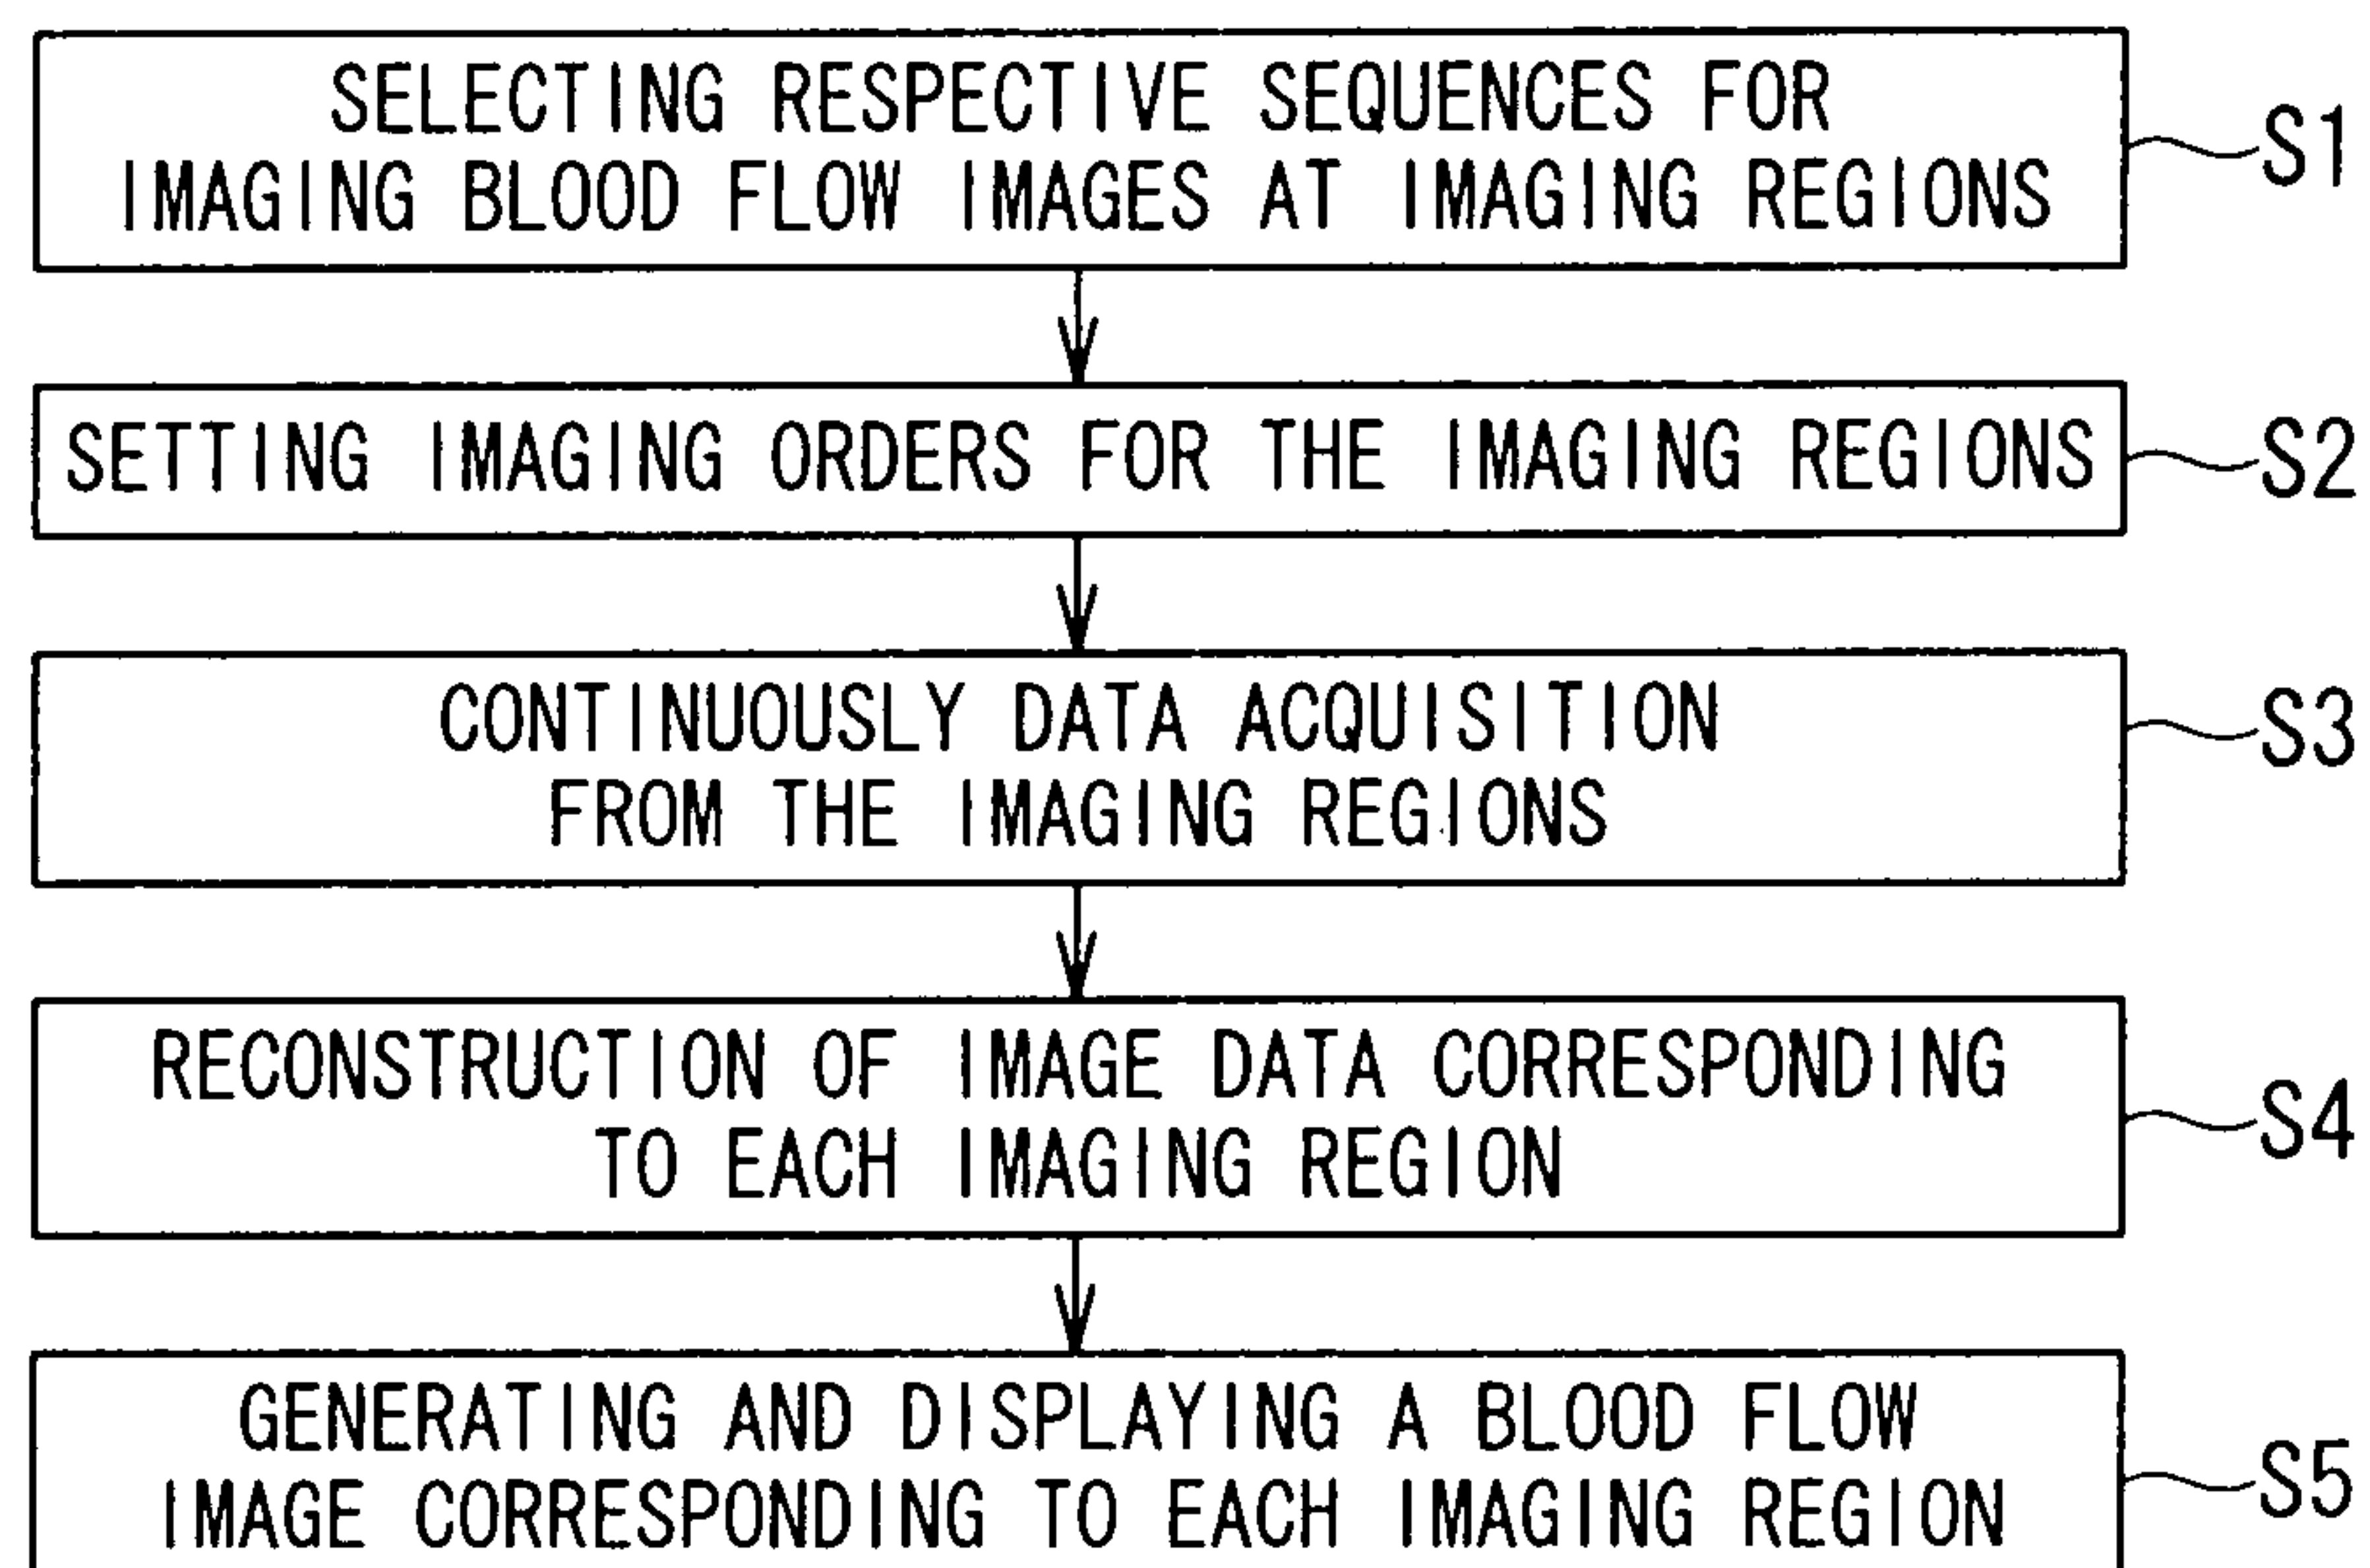 SELECTING RESPECTIVE SEQUENCES FOR
IMAGING BLOOD FLOW IMAGES AT IMAGING REGIONS
S1
SETTING IMAGING ORDERS FOR THE IMAGING REGIONS
S2
CONTINUOUSLY DATA ACQUISITION
FROM THE IMAGING REGIONS
S3
RECONSTRUCTION OF IMAGE DATA CORRESPONDING
TO EACH IMAGING REGION
S4
GENERATING AND DISPLAYING A BLOOD FLOW
IMAGE CORRESPONDING TO EACH IMAGING REGION
S5